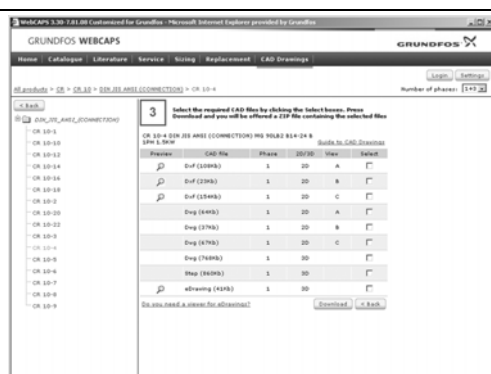 WebCAPS 3.30-7.01.00 Customized for Grundfos - Microsoft Internet Explorer provided by Grundfos
GRUNDFOS WEBCAPS
GRUNDFOS
Home | Catalogue | Literature | Service | Sizing | Replacement | CAD Drawings
Login Settings
All products > CR > CR 10 > DIN JIS ANSI (CONNECTION) > CR 10-4
Number of phases: 1+3
< Back
DIN_JIS_ANSI_(CONNECTION)
CR 10-1
CR 10-10
CR 10-12
CR 10-14
CR 10-16
CR 10-18
CR 10-2
CR 10-20
CR 10-22
CR 10-3
CR 10-4
CR 10-5
CR 10-6
CR 10-7
CR 10-8
CR 10-9
3
Select the required CAD files by clicking the Select boxes. Press
Download and you will be offered a ZIP file containing the selected files
CR 10-4 DIN JIS ANSI (CONNECTION) MG 90LB2 B14-24 B
SPH 1.5KW
Guide to CAD Drawings
Preview CAD file Phase 2D/3D View Select
Dxf (108Kb) 1 2D A
Dxf (23Kb) 1 2D B
Dxf (154Kb) 1 2D C
Dwg (64Kb) 1 2D A
Dwg (37Kb) 1 2D B
Dwg (67Kb) 1 2D C
Dwg (760Kb) 1 3D
Step (860Kb) 1 3D
eDrawing (41Kb) 1 3D
Do you need a viewer for eDrawings?
Download < Back